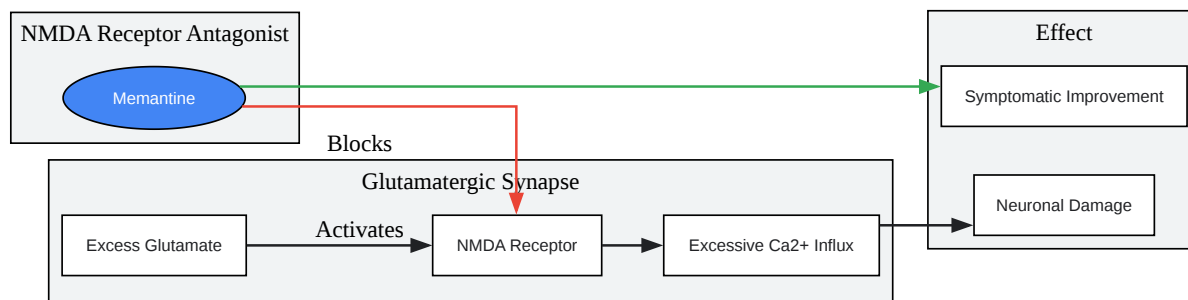 NMDA Receptor Antagonist
Memantine
Effect
Symptomatic Improvement
Blocks
Glutamatergic Synapse
Excess Glutamate
Activates
NMDA Receptor
Excessive Ca2+ Influx
Neuronal Damage